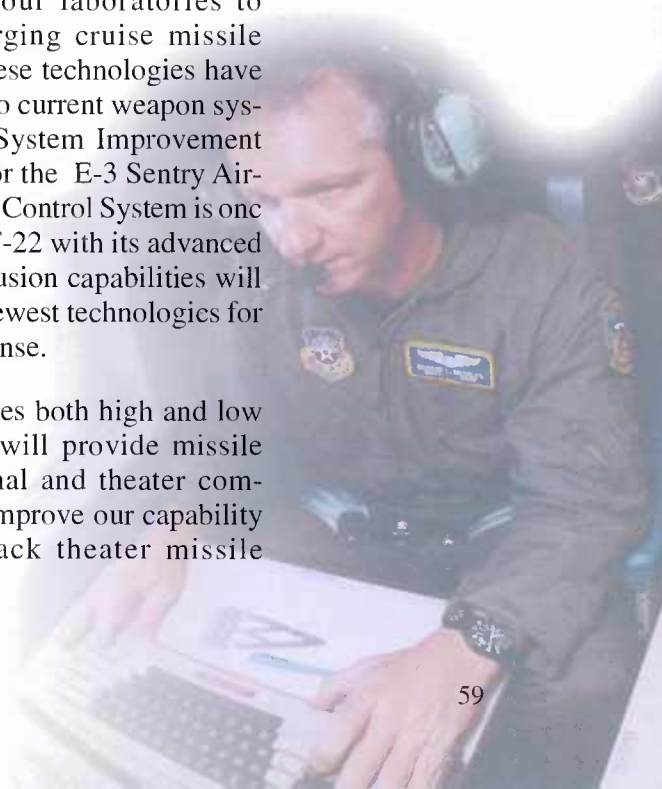 our laboratories to
rging cruise missile
ese technologies have
o current weapon sys-
System Improvement
or the E-3 Sentry Air-
Control System is onc
-22 with its advanced
usion capabilities will
ewest technologies for
nse.
es both high and low
will provide missile
nal and theater com-
mprove our capability
ack theater missile
59